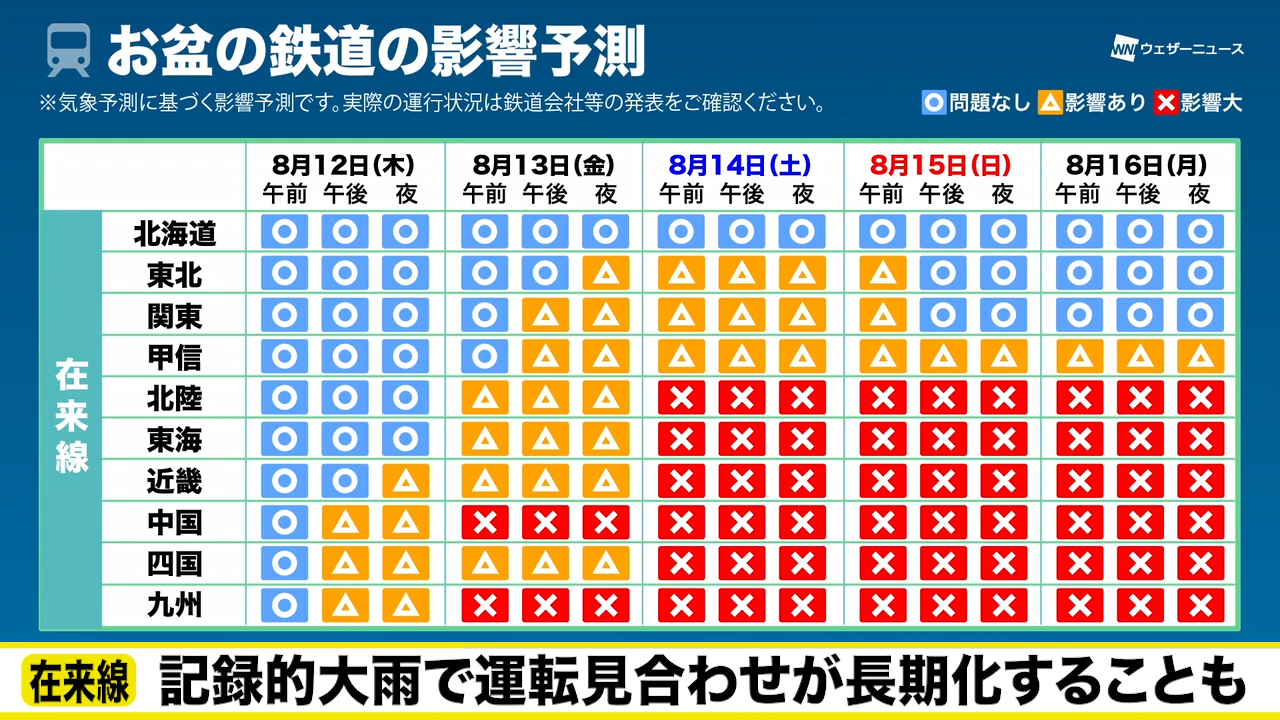 お盆の鉄道の影響予測
ウェザーニュース
※気象予測に基づく影響予測です。実際の運行状況は鉄道会社等の発表をご確認ください。
○問題なし △影響あり ×影響大
8月12日(木) 8月13日(金) 8月14日(土) 8月15日(日) 8月16日(月)
午前 午後 夜 午前 午後 夜 午前 午後 夜 午前 午後 夜 午前 午後 夜
在来線
北海道 ○ ○ ○ ○ ○ ○ ○ ○ ○ ○ ○ ○ ○ ○ ○
東北 ○ ○ ○ ○ ○ △ △ △ △ △ ○ ○ ○ ○ ○
関東 ○ ○ ○ ○ △ △ △ △ △ △ ○ ○ ○ ○ ○
甲信 ○ ○ ○ ○ △ △ △ △ △ △ △ △ △ △ △
北陸 ○ ○ ○ △ △ △ × × × × × × × × ×
東海 ○ ○ ○ △ △ △ × × × × × × × × ×
近畿 ○ ○ △ △ △ △ × × × × × × × × ×
中国 ○ △ △ × × × × × × × × × × × ×
四国 ○ △ △ △ △ △ × × × × × × × × ×
九州 ○ △ △ × × × × × × × × × × × ×
在来線 記録的大雨で運転見合わせが長期化することも